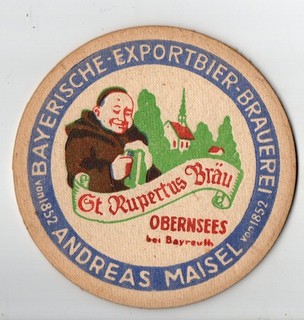 BAYERISCHE-EXPORTBIER-BRAUEREI
von 1852 ANDREAS MAISEL von 1852
St Rupertus Bräu
OBERNSEES
bei Bayreuth